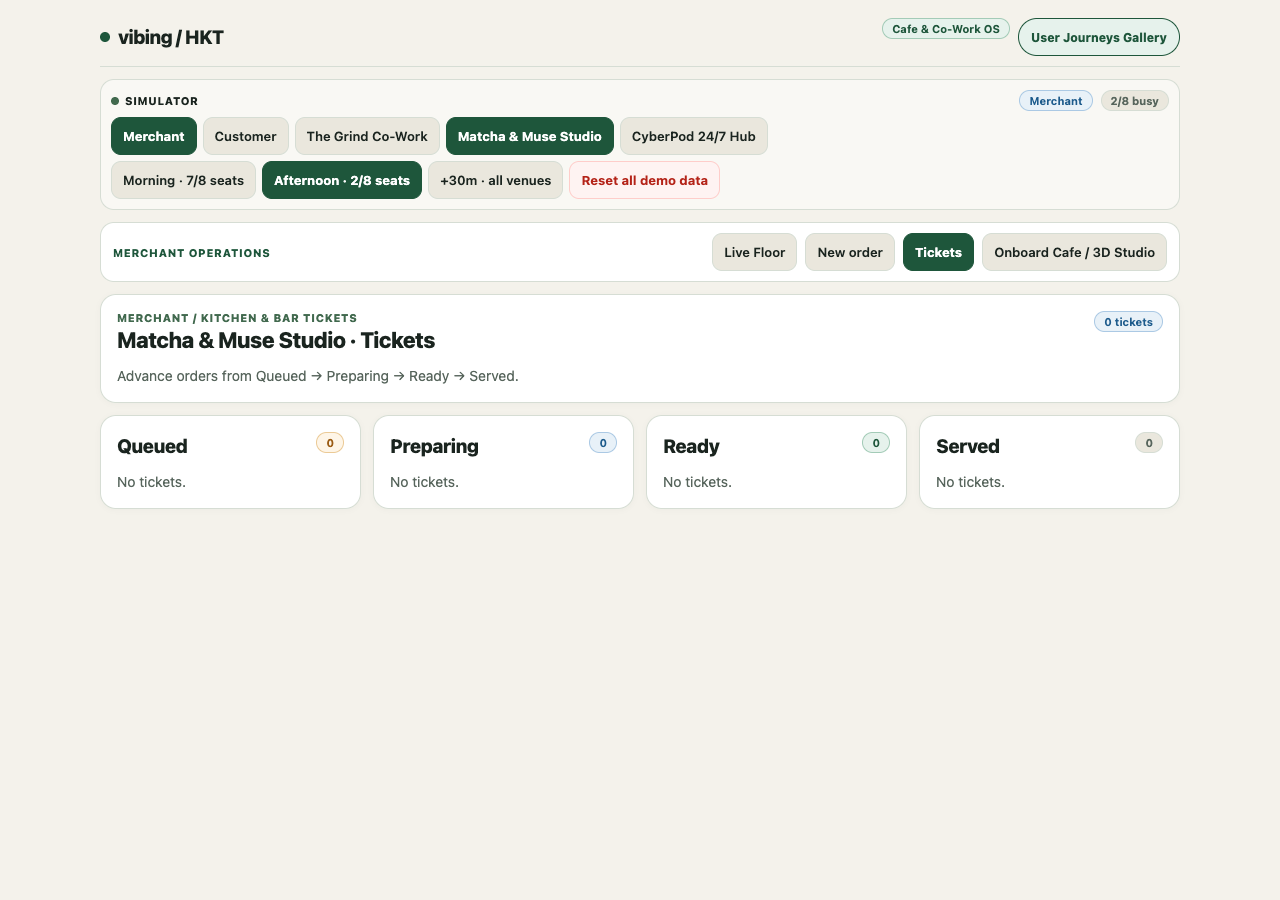 vibing / HKT
Cafe & Co-Work OS
User Journeys Gallery
SIMULATOR
Merchant
2/8 busy
Merchant
Customer
The Grind Co-Work
Matcha & Muse Studio
CyberPod 24/7 Hub
Morning · 7/8 seats
Afternoon · 2/8 seats
+30m · all venues
Reset all demo data
MERCHANT OPERATIONS
Live Floor
New order
Tickets
Onboard Cafe / 3D Studio
MERCHANT / KITCHEN & BAR TICKETS
Matcha & Muse Studio · Tickets
0 tickets
Advance orders from Queued → Preparing → Ready → Served.
Queued
0
No tickets.
Preparing
0
No tickets.
Ready
0
No tickets.
Served
0
No tickets.